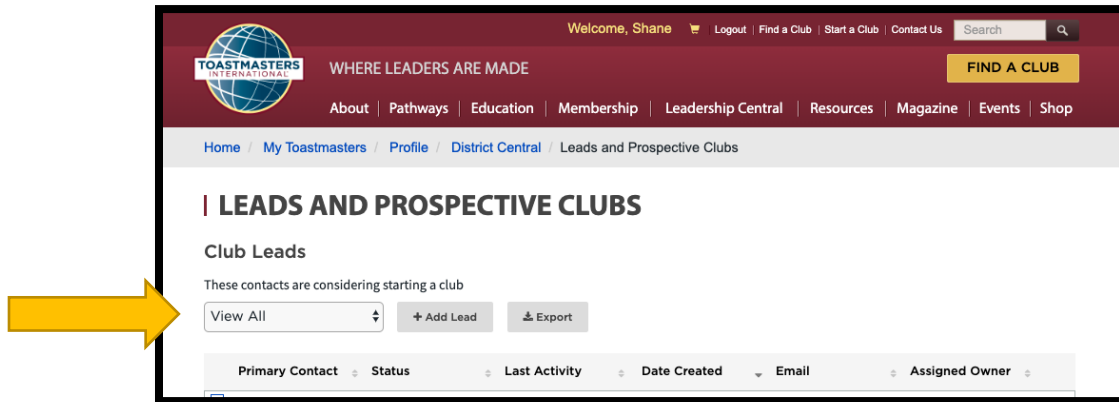 Welcome, Shane | Logout | Find a Club | Start a Club | Contact Us Search
TOASTMASTERS
INTERNATIONAL
WHERE LEADERS ARE MADE
FIND A CLUB
About | Pathways | Education | Membership | Leadership Central | Resources | Magazine | Events | Shop
Home / My Toastmasters / Profile / District Central / Leads and Prospective Clubs
LEADS AND PROSPECTIVE CLUBS
Club Leads
These contacts are considering starting a club
View All + Add Lead Export
Primary Contact Status Last Activity Date Created Email Assigned Owner